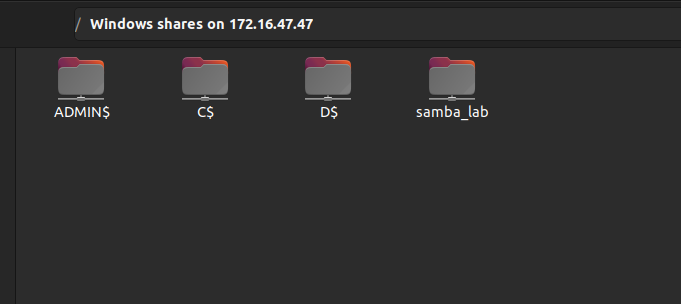 / Windows shares on 172.16.47.47
ADMIN$ C$ D$ samba_lab